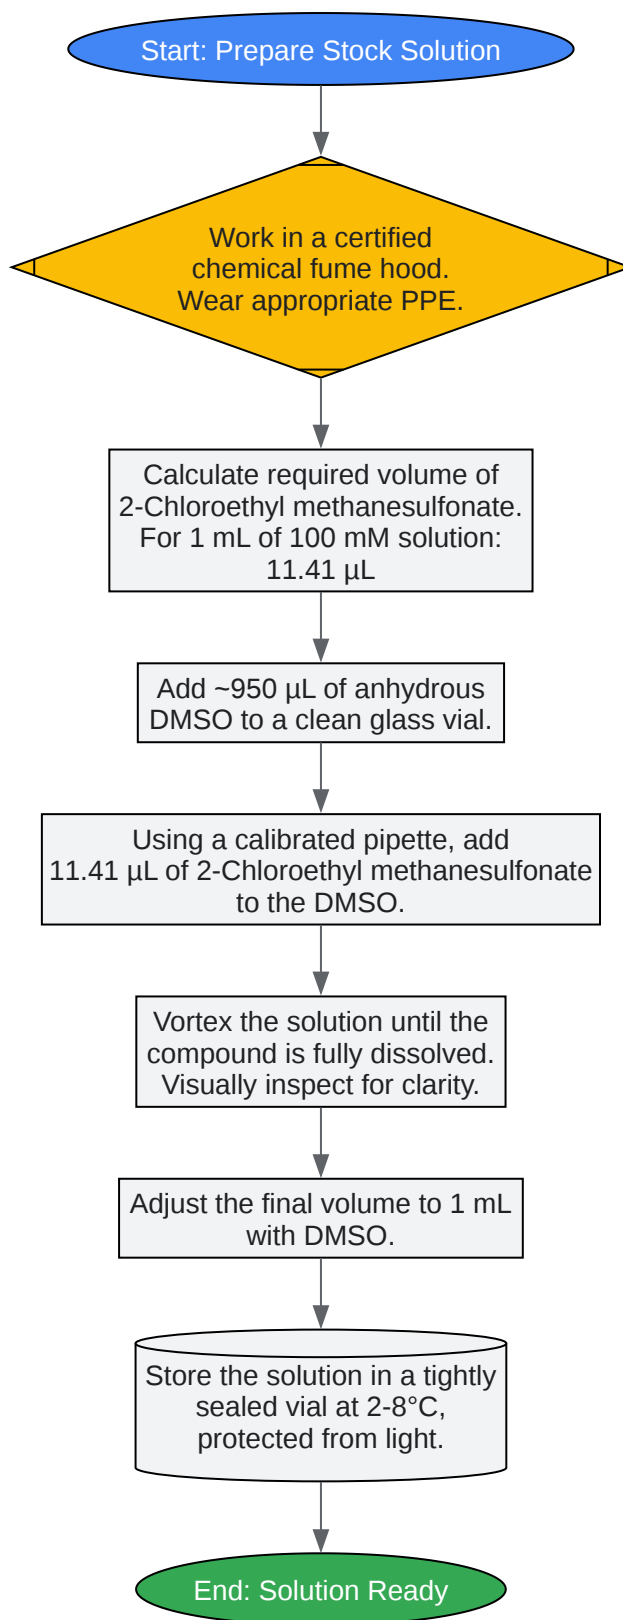 Start: Prepare Stock Solution
Work in a certified
chemical fume hood.
Wear appropriate PPE.
Calculate required volume of
2-Chloroethyl methanesulfonate.
For 1 mL of 100 mM solution:
11.41 µL
Add ~950 µL of anhydrous
DMSO to a clean glass vial.
Using a calibrated pipette, add
11.41 µL of 2-Chloroethyl methanesulfonate
to the DMSO.
Vortex the solution until the
compound is fully dissolved.
Visually inspect for clarity.
Adjust the final volume to 1 mL
with DMSO.
Store the solution in a tightly
sealed vial at 2-8°C,
protected from light.
End: Solution Ready